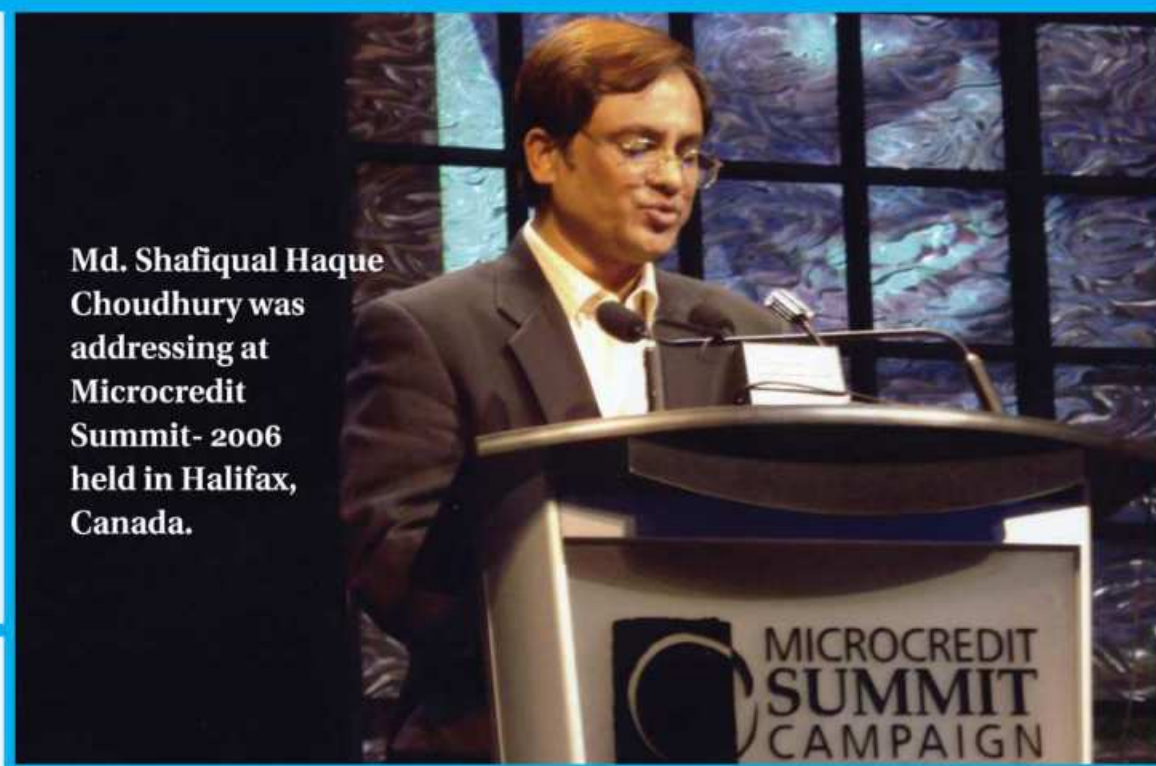 Md. Shafiqual Haque
Choudhury was
addressing at
Microcredit
Summit- 2006
held in Halifax,
Canada.
MICROCREDIT
SUMMIT
CAMPAIGN